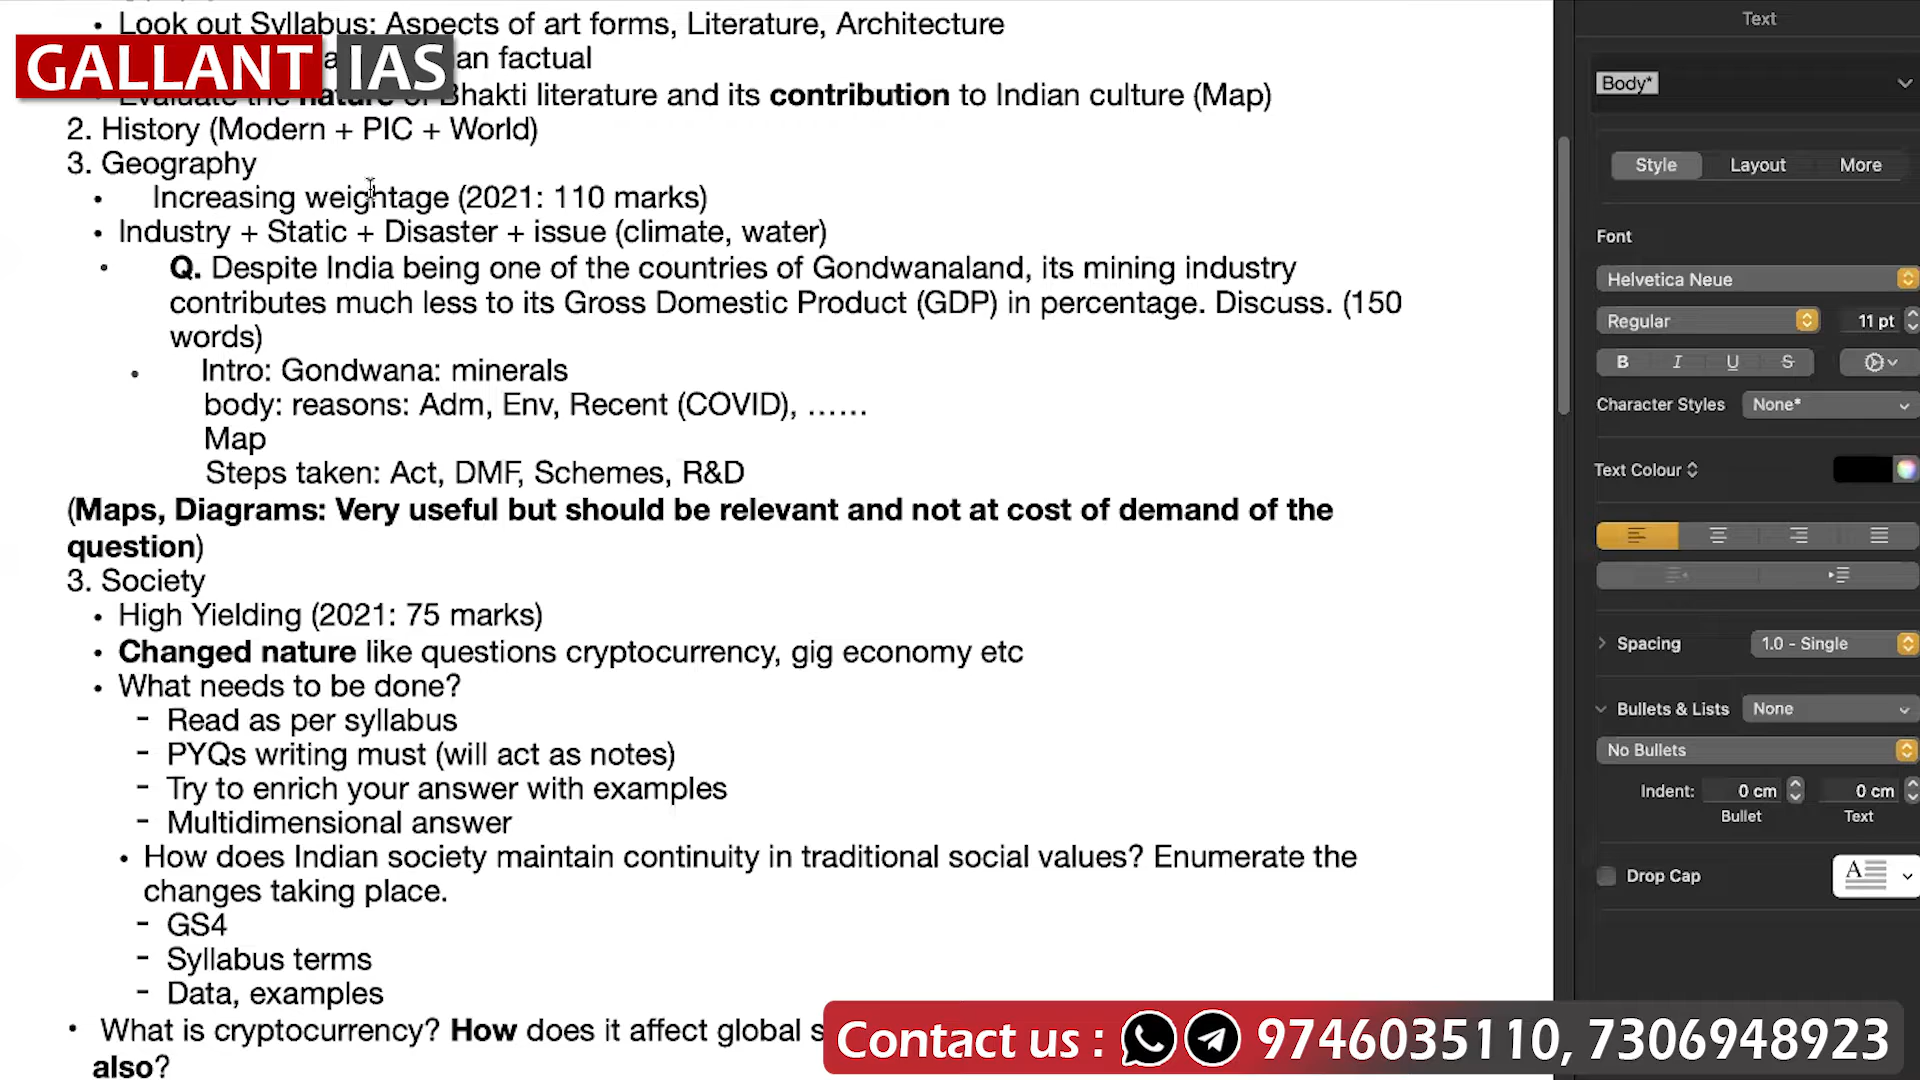 • Look out Syllabus: Aspects of art forms, Literature, Architecture
GALLANT IAS
an factual
• Evaluate the nature of Bhakti literature and its contribution to Indian culture (Map)
2. History (Modern + PIC + World)
3. Geography
• Increasing weightage (2021: 110 marks)
• Industry + Static + Disaster + issue (climate, water)
• Q. Despite India being one of the countries of Gondwanaland, its mining industry
contributes much less to its Gross Domestic Product (GDP) in percentage. Discuss. (150
words)
• Intro: Gondwana: minerals
body: reasons: Adm, Env, Recent (COVID), ......
Map
Steps taken: Act, DMF, Schemes, R&D
(Maps, Diagrams: Very useful but should be relevant and not at cost of demand of the
question)
3. Society
• High Yielding (2021: 75 marks)
• Changed nature like questions cryptocurrency, gig economy etc
• What needs to be done?
- Read as per syllabus
- PYQs writing must (will act as notes)
- Try to enrich your answer with examples
- Multidimensional answer
• How does Indian society maintain continuity in traditional social values? Enumerate the
changes taking place.
- GS4
- Syllabus terms
- Data, examples
• What is cryptocurrency? How does it affect global s
also?
Contact us : 9746035110, 7306948923
Text
Body*
Style Layout More
Font
Helvetica Neue
Regular 11 pt
B I U S
Character Styles None*
Text Colour
Spacing 1.0 - Single
Bullets & Lists None
No Bullets
Indent: 0 cm 0 cm
Bullet Text
Drop Cap